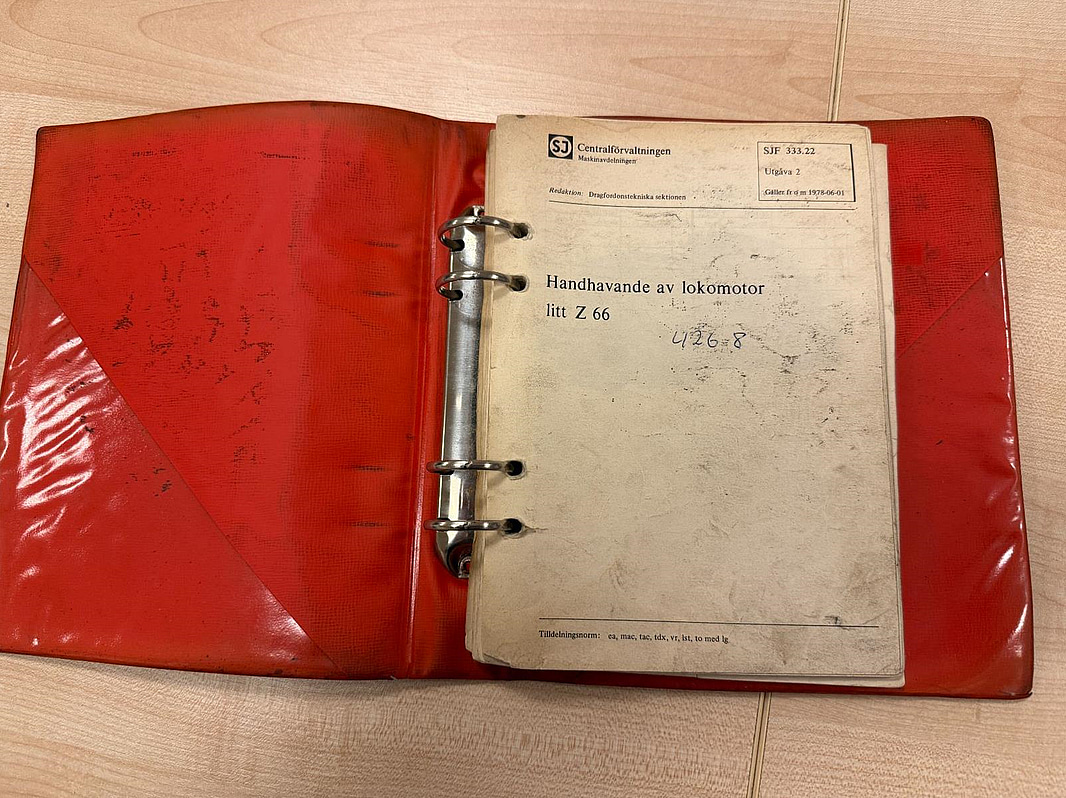 SJ Centralförvaltningen
Maskinavdelningen
SJF 333.22
Utgåva 2
Gäller fr o m 1978-06-01
Redaktion: Dragfordonstekniska sektionen
Handhavande av lokomotor
litt Z 66
426 8
Tilldelningsnorm: ea, mac, tac, tdx, vr, lst, to med lg